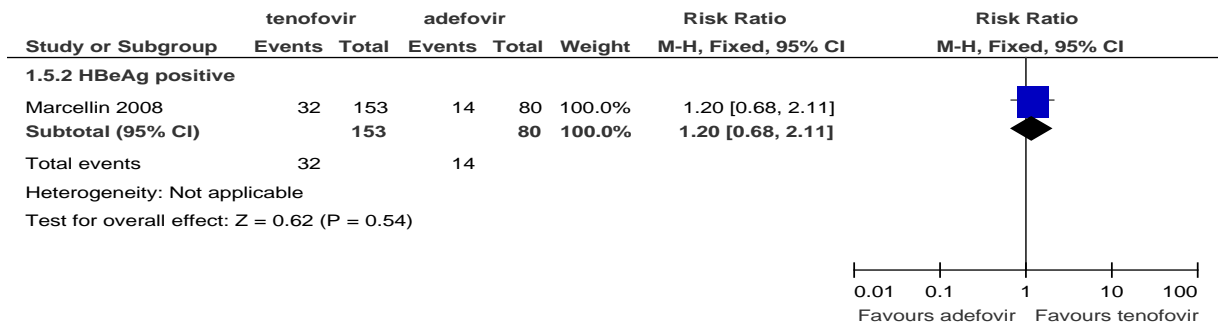 tenofovir adefovir Risk Ratio Risk Ratio
Study or Subgroup Events Total Events Total Weight M-H, Fixed, 95% CI M-H, Fixed, 95% CI
1.5.2 HBeAg positive
Marcellin 2008 32 153 14 80 100.0% 1.20 [0.68, 2.11]
Subtotal (95% CI) 153 80 100.0% 1.20 [0.68, 2.11]
Total events 32 14
Heterogeneity: Not applicable
Test for overall effect: Z = 0.62 (P = 0.54)
0.01 0.1 1 10 100
Favours adefovir Favours tenofovir